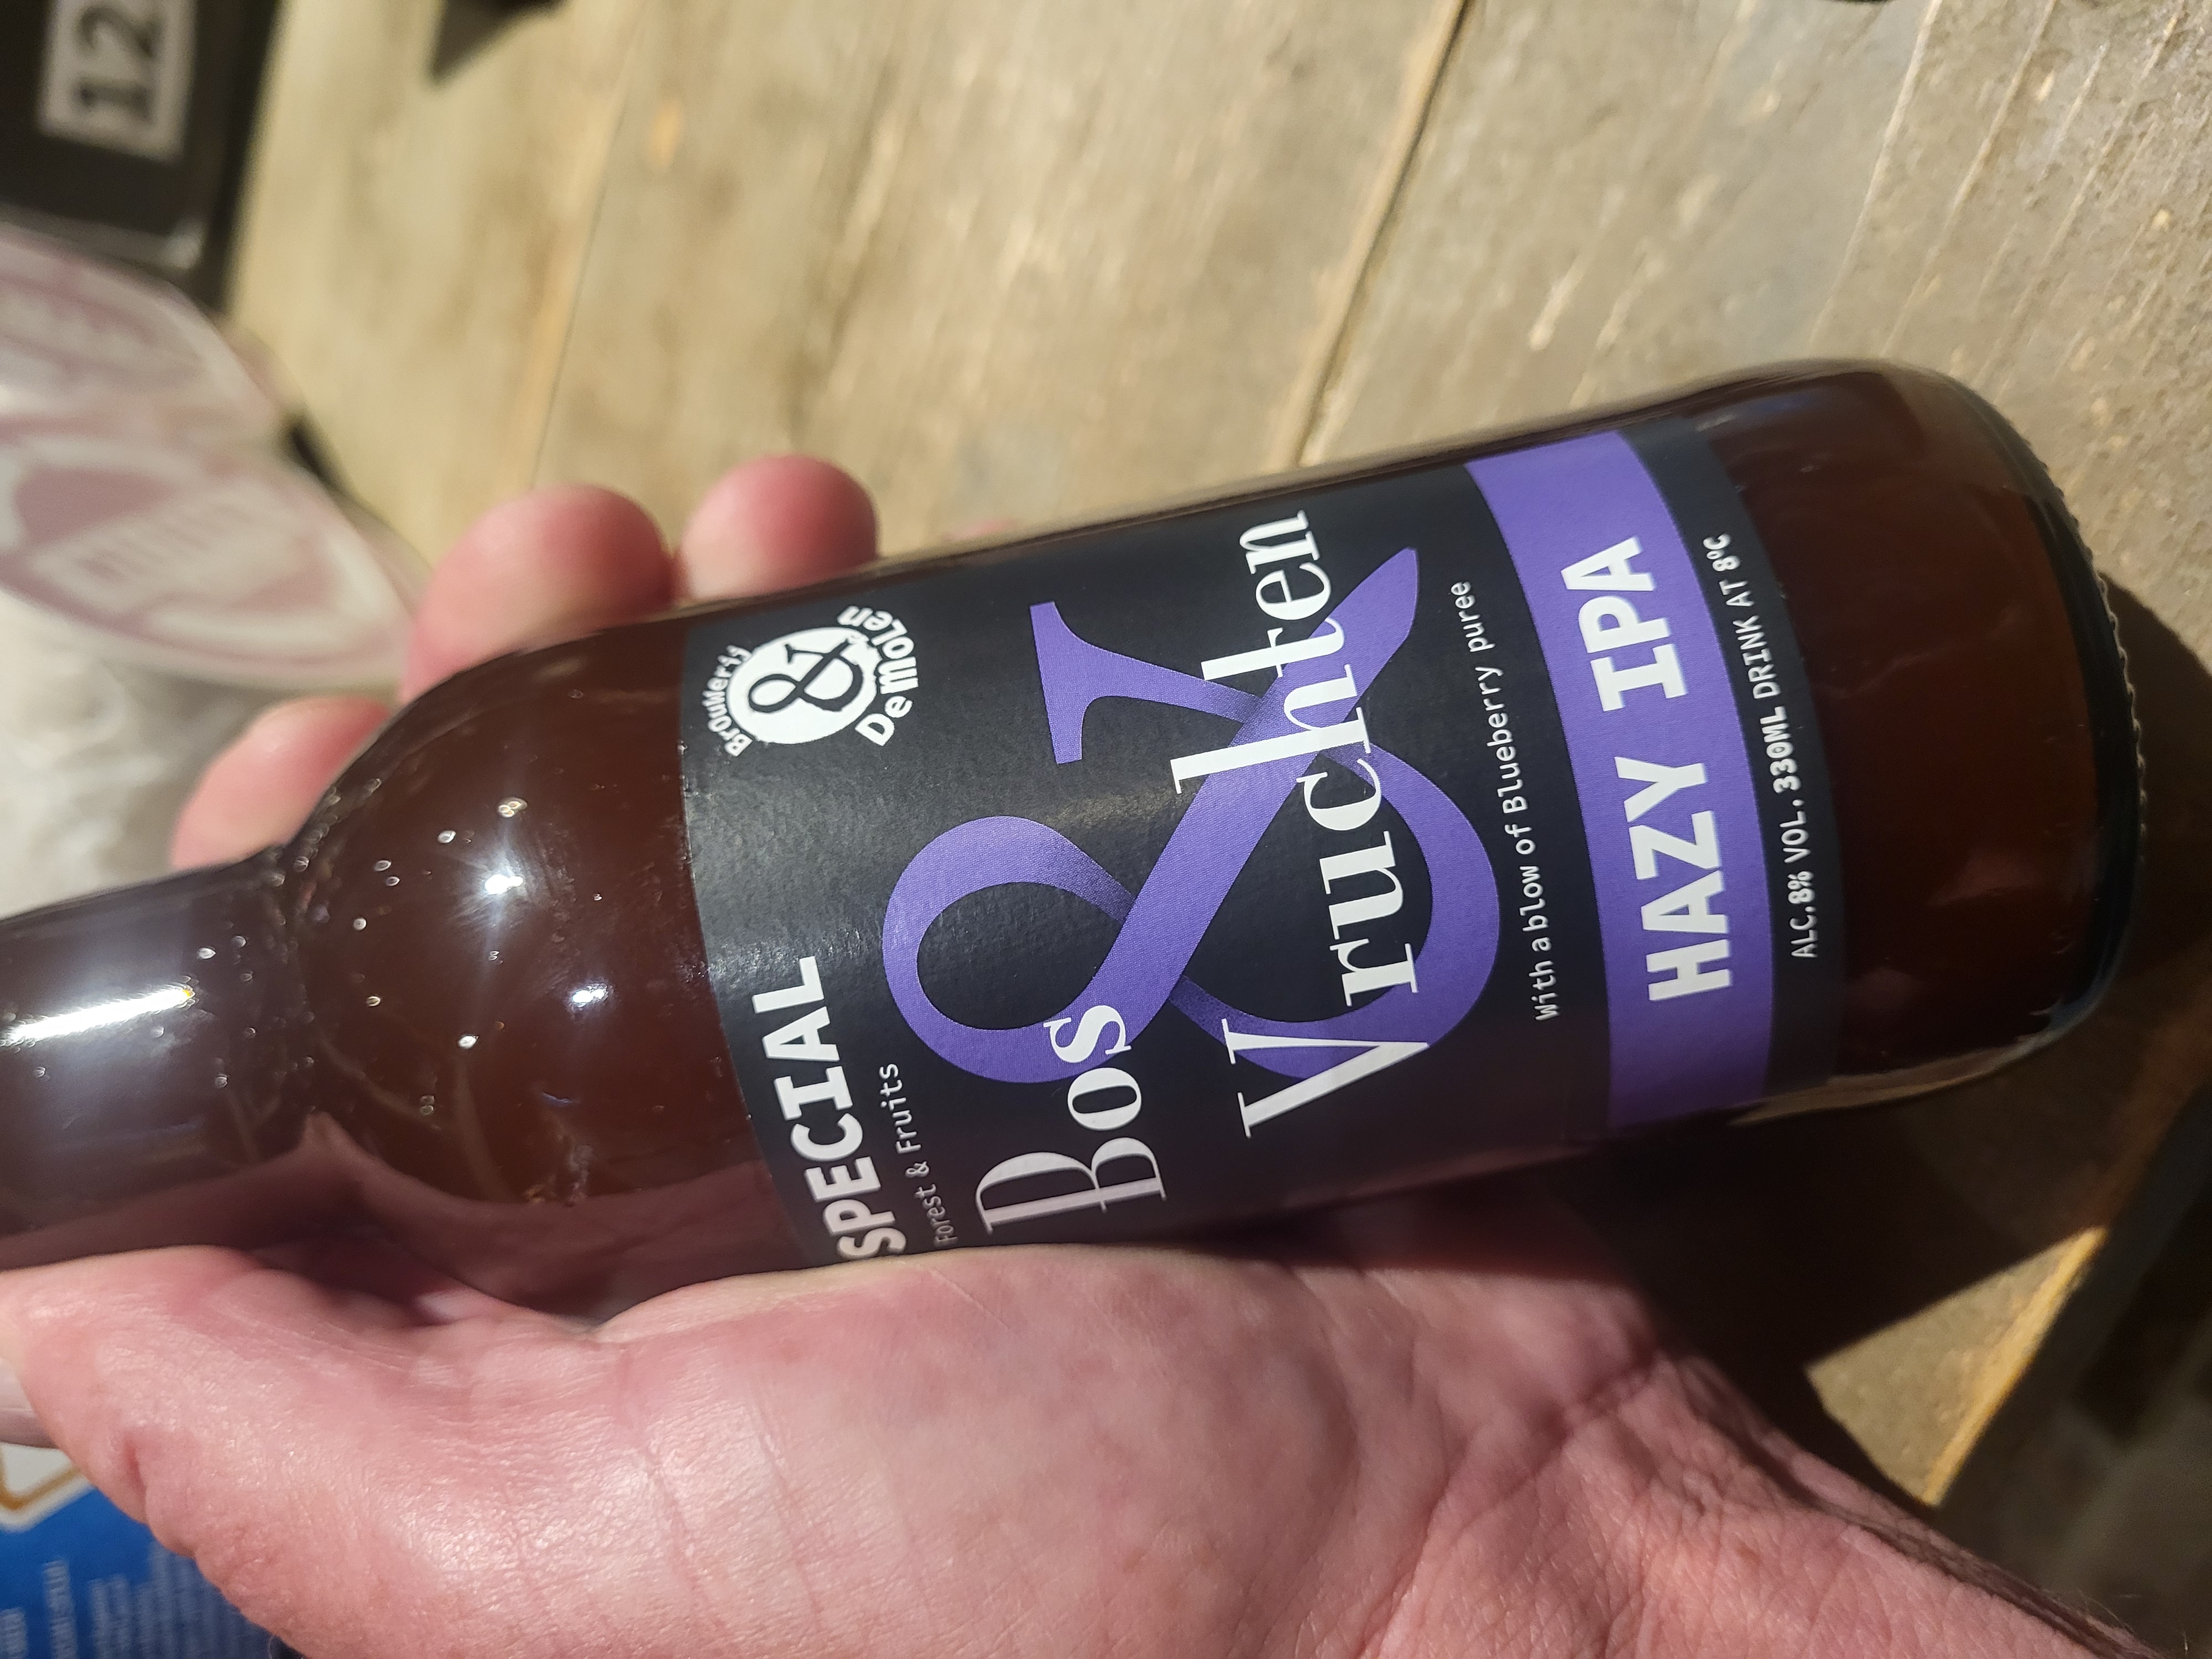 Brouwerij
&
De Molen
SPECIAL
Forest & Fruits
Bos
&
Vruchten
With a blow of Blueberry puree
HAZY IPA
ALC.8% VOL. 330ML DRINK AT 8°C
12